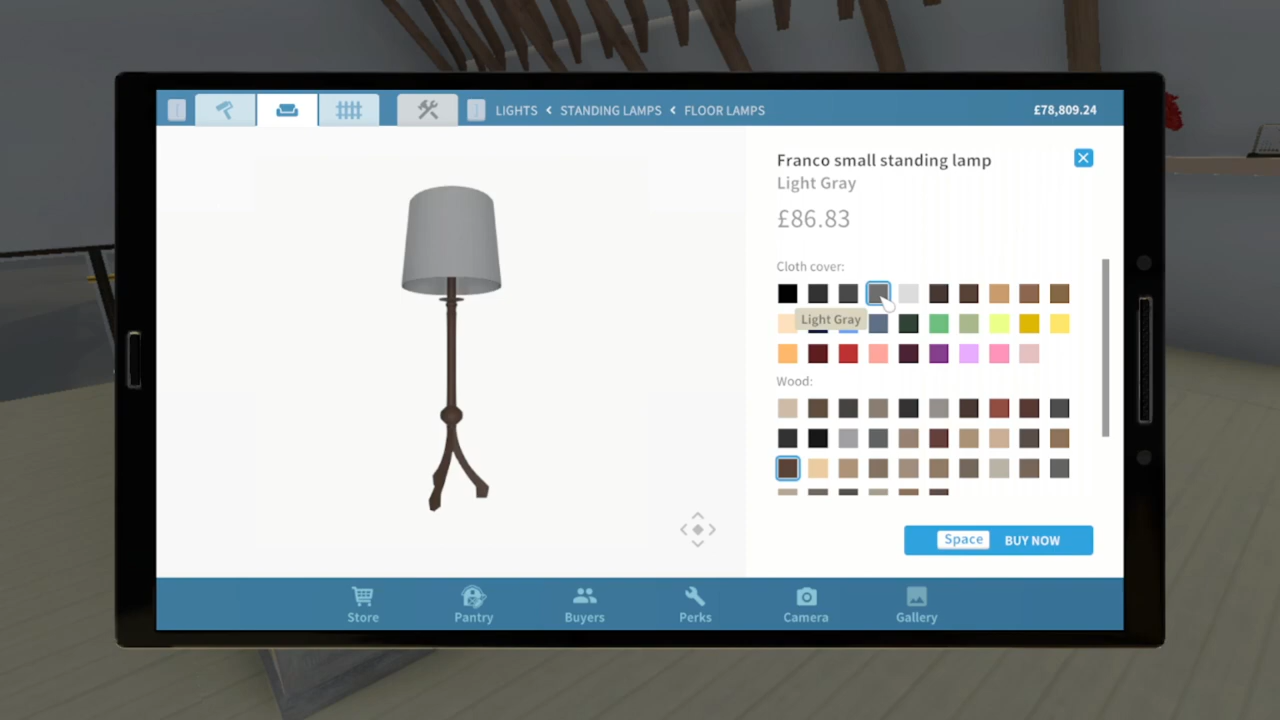 LIGHTS < STANDING LAMPS < FLOOR LAMPS
£78,809.24
Franco small standing lamp
Light Gray
£86.83
Cloth cover:
Light Gray
Wood:
Space BUY NOW
Store
Pantry
Buyers
Perks
Camera
Gallery